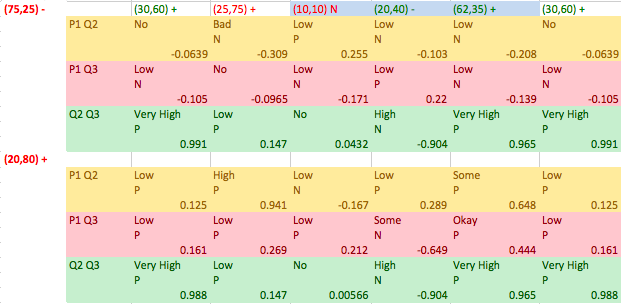 (75,25) - (30,60) + (25,75) + (10,10) N (20,40) - (62,35) + (30,60) +
P1 Q2 No Bad Low Low Low No
N P N N
-0.0639 -0.309 0.255 -0.103 -0.208 -0.0639
P1 Q3 Low No Low Low Low Low
N N P N N
-0.105 -0.0965 -0.171 0.22 -0.139 -0.105
Q2 Q3 Very High Low No High Very High Very High
P P N P P
0.991 0.147 0.0432 -0.904 0.965 0.991
(20,80) +
P1 Q2 Low High Low Low Some Low
P P N P P P
0.125 0.941 -0.167 0.289 0.648 0.125
P1 Q3 Low Low Low Some Okay Low
P P P N P P
0.161 0.269 0.212 -0.649 0.444 0.161
Q2 Q3 Very High Low No High Very High Very High
P P N P P
0.988 0.147 0.00566 -0.904 0.965 0.988